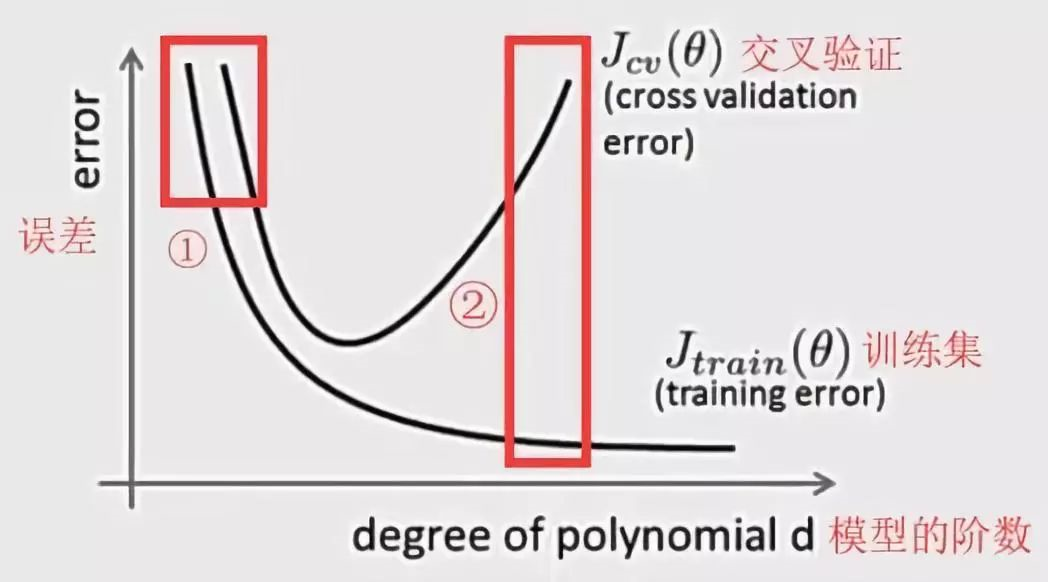 J_cv(θ) 交叉验证
(cross validation
error)
error
误差
①
②
J_train(θ) 训练集
(training error)
degree of polynomial d 模型的阶数